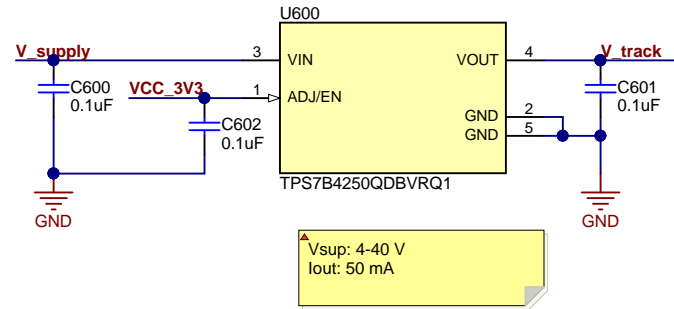 U600
V_supply
3
VIN
VOUT
4
V_track
C600
0.1uF
VCC_3V3
1
ADJ/EN
C602
0.1uF
GND
2
GND
5
C601
0.1uF
GND
TPS7B4250QDBVRQ1
GND
Vsup: 4-40 V
Iout: 50 mA